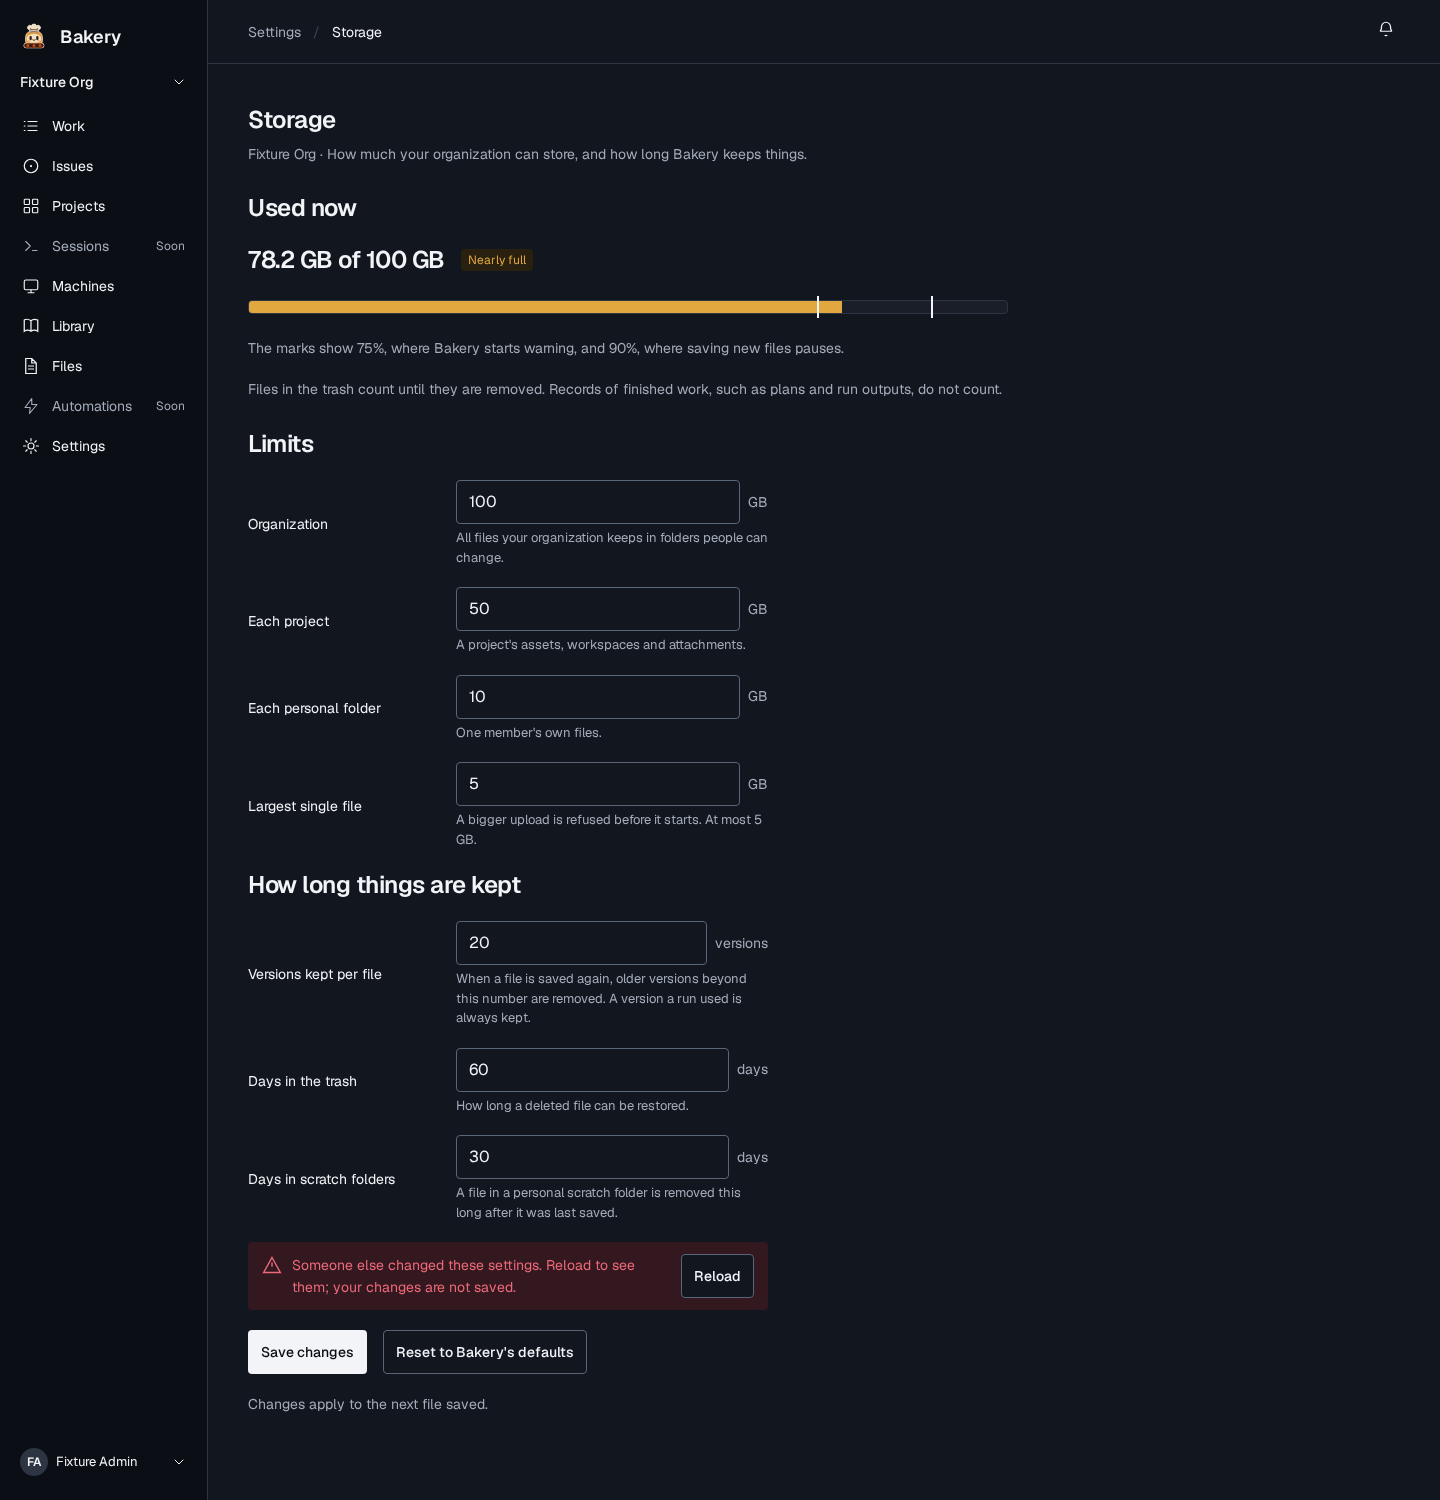 Bakery
Fixture Org
Work
Issues
Projects
Sessions Soon
Machines
Library
Files
Automations Soon
Settings
FA Fixture Admin
Settings / Storage
Storage
Fixture Org · How much your organization can store, and how long Bakery keeps things.
Used now
78.2 GB of 100 GB Nearly full
The marks show 75%, where Bakery starts warning, and 90%, where saving new files pauses.
Files in the trash count until they are removed. Records of finished work, such as plans and run outputs, do not count.
Limits
Organization
100 GB
All files your organization keeps in folders people can
change.
Each project
50 GB
A project's assets, workspaces and attachments.
Each personal folder
10 GB
One member's own files.
Largest single file
5 GB
A bigger upload is refused before it starts. At most 5
GB.
How long things are kept
Versions kept per file
20 versions
When a file is saved again, older versions beyond
this number are removed. A version a run used is
always kept.
Days in the trash
60 days
How long a deleted file can be restored.
Days in scratch folders
30 days
A file in a personal scratch folder is removed this
long after it was last saved.
Someone else changed these settings. Reload to see
them; your changes are not saved.
Reload
Save changes Reset to Bakery's defaults
Changes apply to the next file saved.